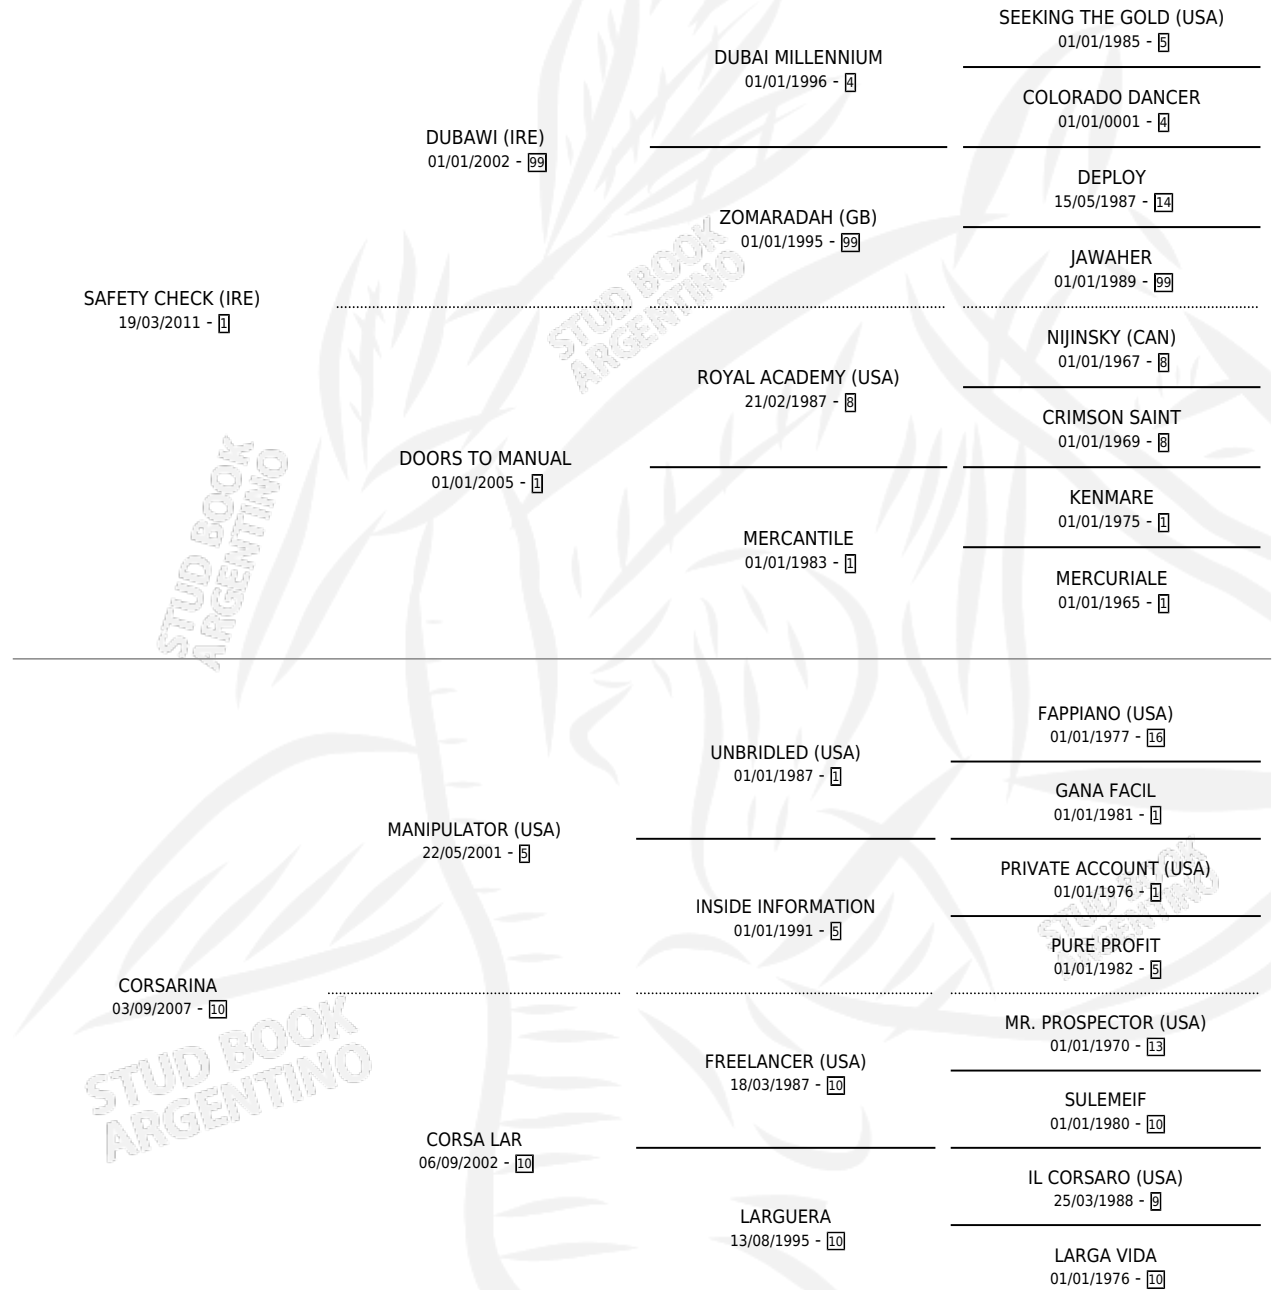 SEEKING THE GOLD (USA)
01/01/1985 - 5
DUBAI MILLENNIUM
01/01/1996 - 4
COLORADO DANCER
01/01/0001 - 4
DUBAWI (IRE)
01/01/2002 - 99
DEPLOY
15/05/1987 - 14
ZOMARADAH (GB)
01/01/1995 - 99
JAWAHER
01/01/1989 - 99
SAFETY CHECK (IRE)
19/03/2011 - 1
STUD BOOK
ARGENTINO
NIJINSKY (CAN)
01/01/1967 - 8
ROYAL ACADEMY (USA)
21/02/1987 - 8
CRIMSON SAINT
01/01/1969 - 8
DOORS TO MANUAL
01/01/2005 - 1
KENMARE
01/01/1975 - 1
MERCANTILE
01/01/1983 - 1
MERCURIALE
01/01/1965 - 1
STUD BOOK
ARGENTINO
FAPPIANO (USA)
01/01/1977 - 16
UNBRIDLED (USA)
01/01/1987 - 1
GANA FACIL
01/01/1981 - 1
MANIPULATOR (USA)
22/05/2001 - 5
PRIVATE ACCOUNT (USA)
01/01/1976 - 1
INSIDE INFORMATION
01/01/1991 - 5
STUD BOOK
ARGENTINO
PURE PROFIT
01/01/1982 - 5
CORSARINA
03/09/2007 - 10
MR. PROSPECTOR (USA)
01/01/1970 - 13
FREELANCER (USA)
18/03/1987 - 10
STUD BOOK
ARGENTINO
SULEMEIF
01/01/1980 - 10
CORSA LAR
06/09/2002 - 10
IL CORSARO (USA)
25/03/1988 - 9
LARGUERA
13/08/1995 - 10
LARGA VIDA
01/01/1976 - 10